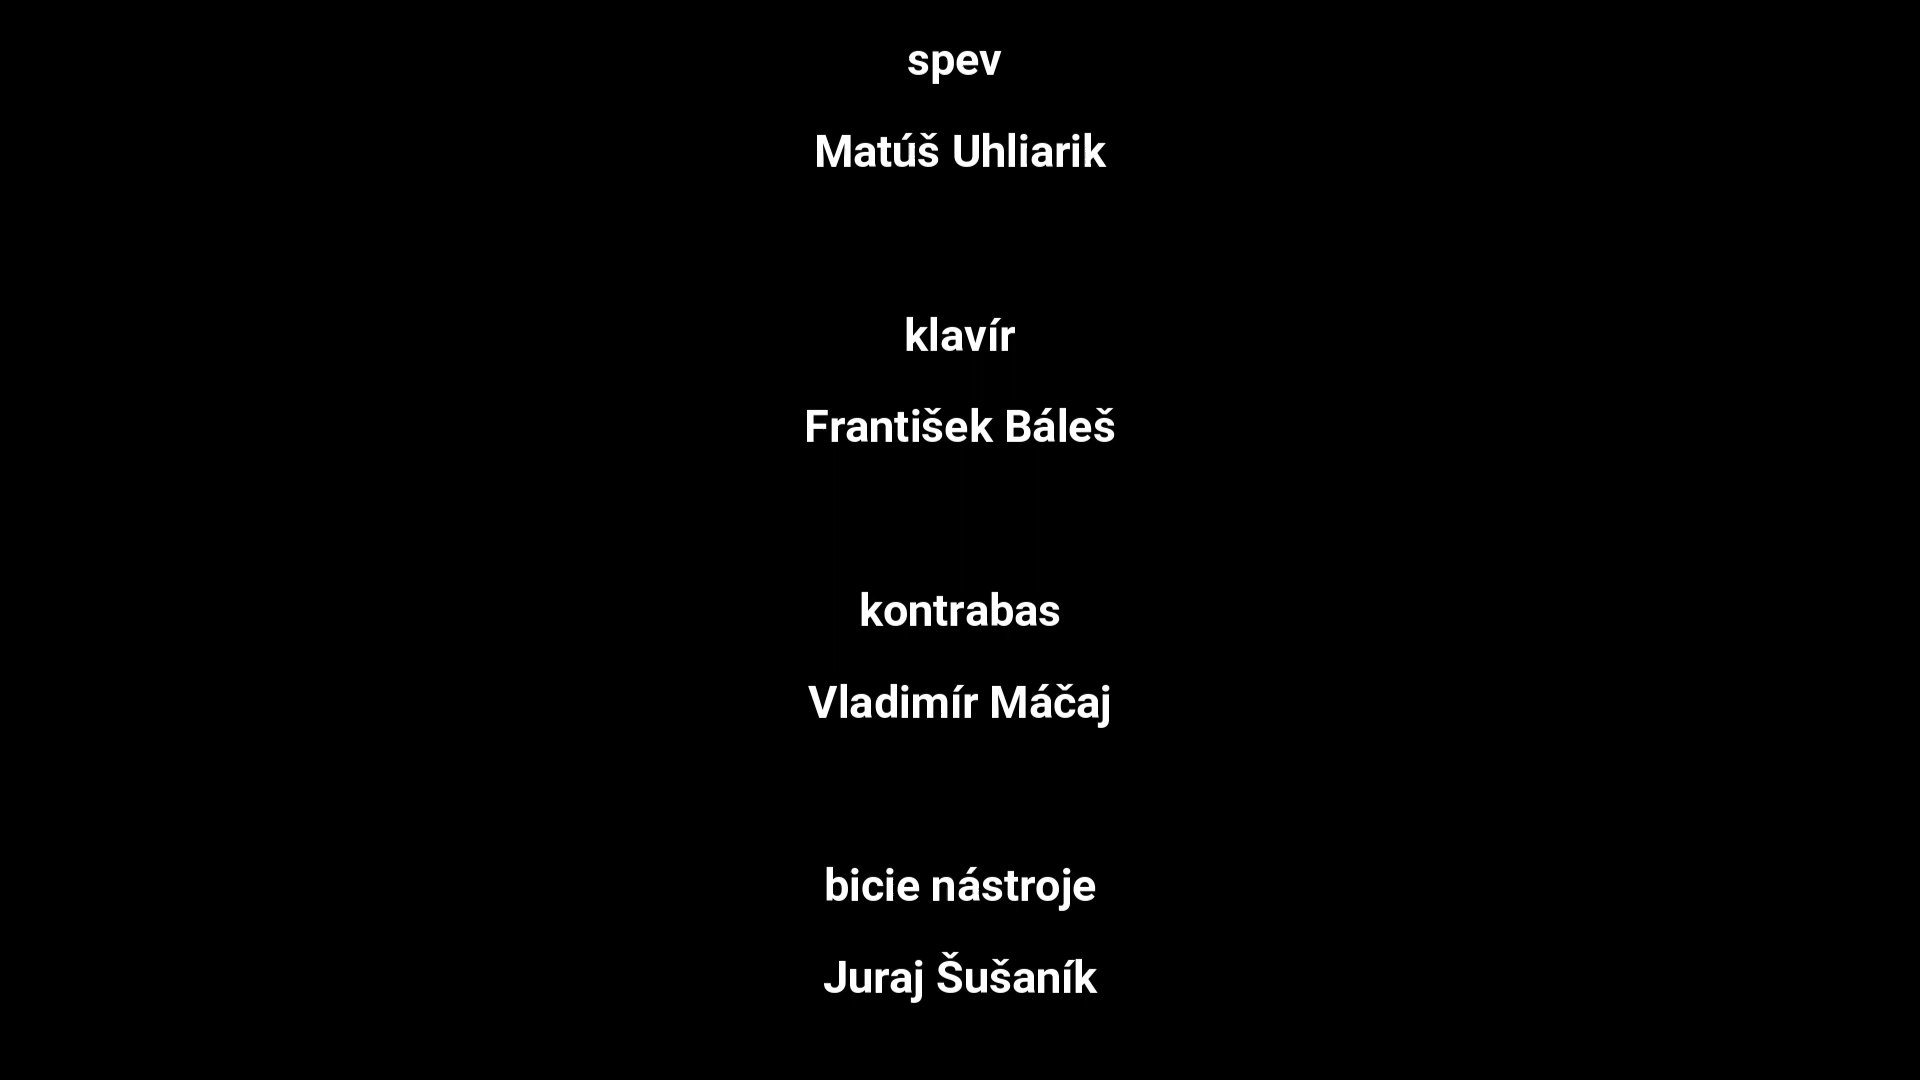 spev
Matúš Uhliarik
klavír
František Báleš
kontrabas
Vladimír Máčaj
bicie nástroje
Juraj Šušaník